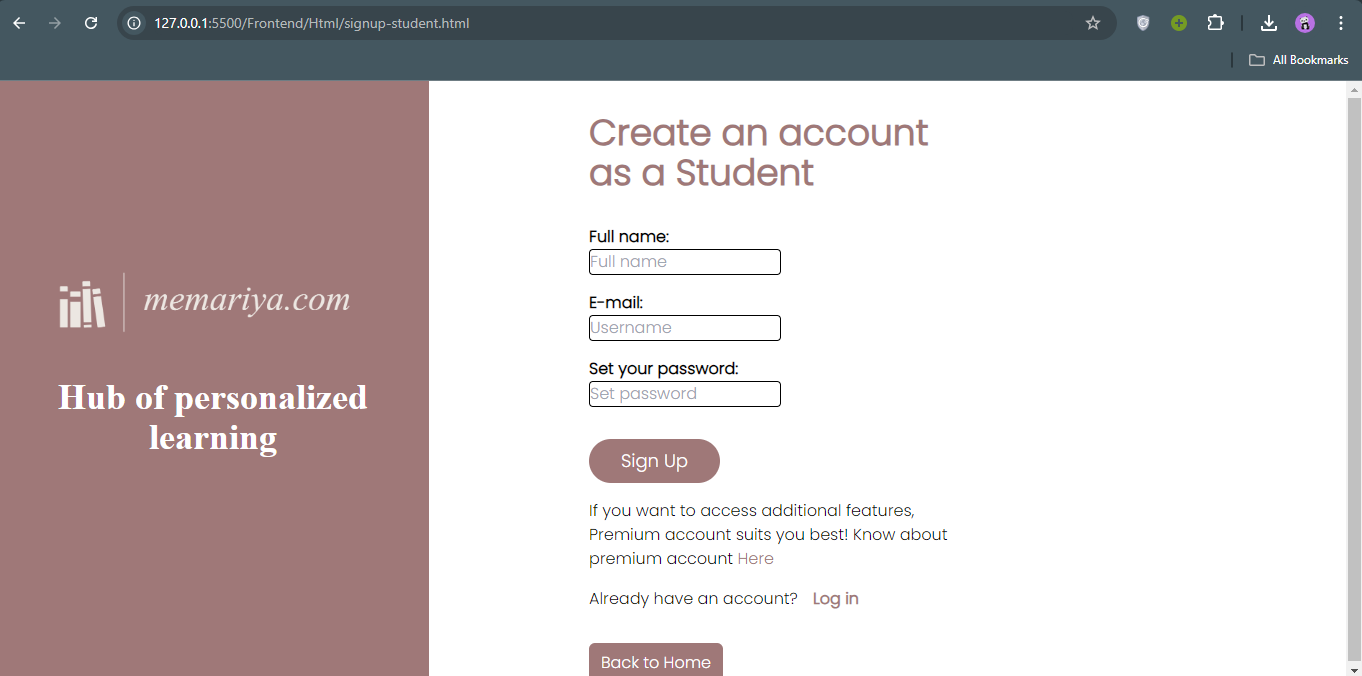 127.0.0.1:5500/Frontend/Html/signup-student.html
All Bookmarks
memariya.com
Hub of personalized
learning
Create an account
as a Student
Full name:
Full name
E-mail:
Username
Set your password:
Set password
Sign Up
If you want to access additional features,
Premium account suits you best! Know about
premium account Here
Already have an account? Log in
Back to Home